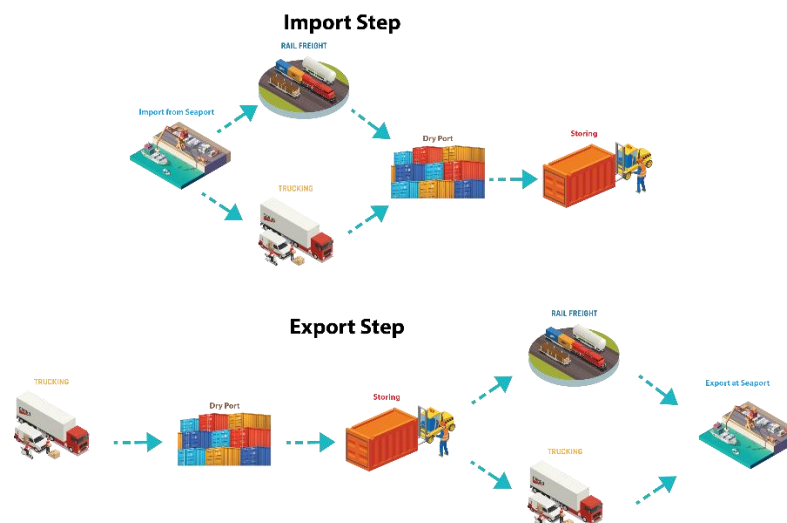 Import Step
RAIL FREIGHT
Import from Seaport
Dry Port
Storing
TRUCKING
Export Step
RAIL FREIGHT
TRUCKING
Dry Port
Storing
Export at Seaport
TRUCKING